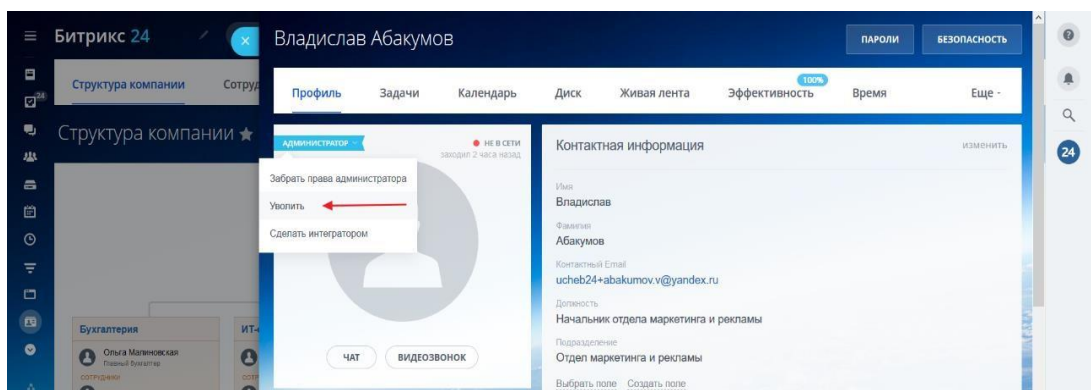 Битрикс 24
Владислав Абакумов
ПАРОЛИ
БЕЗОПАСНОСТЬ
24
Структура компании
Сотруд
Профиль
Задачи
Календарь
Диск
Живая лента
100%
Эффективность
Время
Еще
Структура компании
АДМИНИСТРАТОР
НЕ В СЕТИ
заходил 2 часа назад
Забрать права администратора
Уволить
Сделать интегратором
ЧАТ
ВИДЕОЗВОНОК
Контактная информация
изменить
Имя
Владислав
Фамилия
Абакумов
Контактный Email
ucheb24+abakumov.v@yandex.ru
Должность
Начальник отдела маркетинга и рекламы
Подразделение
Отдел маркетинга и рекламы
Выбрать поле Создать поле
Бухгалтерия
Ольга Малиновская
Главный бухгалтер
СОТРУДНИКИ
24